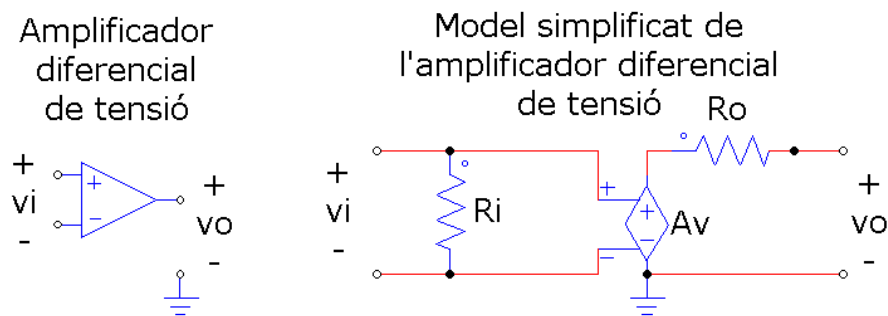 Amplificador
diferencial
de tensió
+
vi
-
+
-
+
vo
-
Model simplificat de
l'amplificador diferencial
de tensió
Ro
+
vi
-
Ri
+
-
+
-
Av
+
vo
-